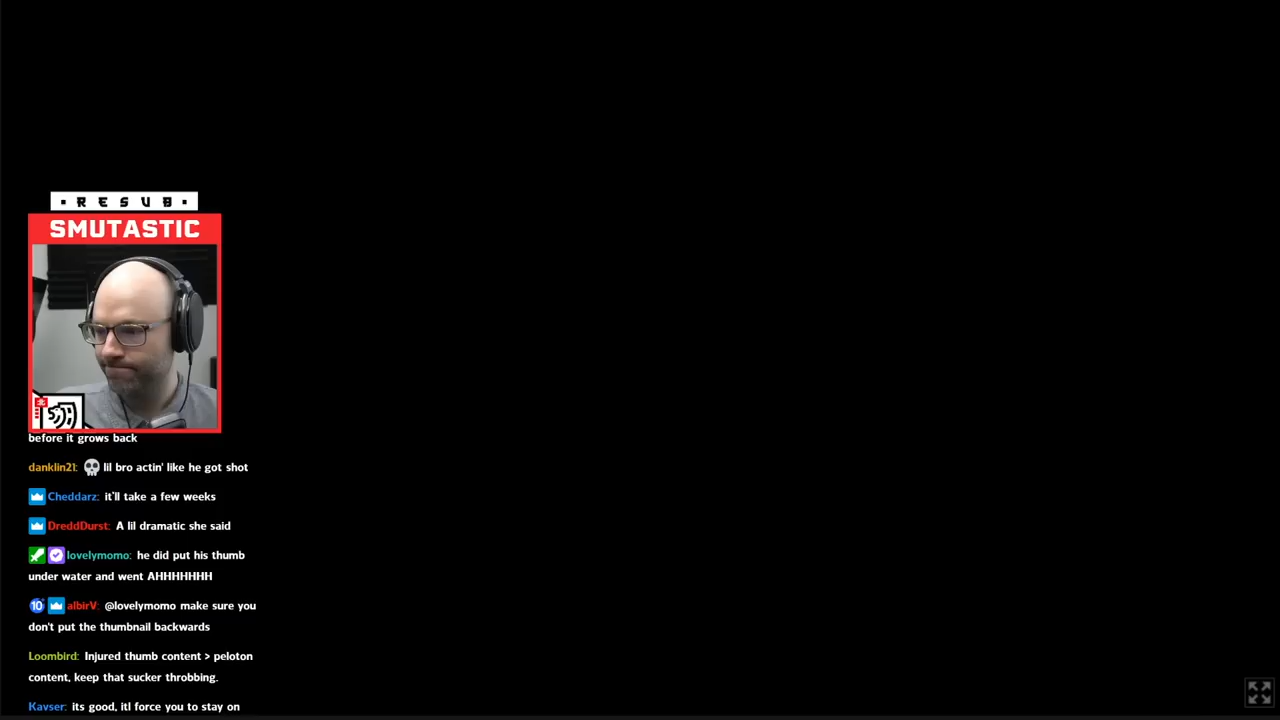 • R E S U B •
SMUTASTIC
before it grows back
danklin21: lil bro actin' like he got shot
Cheddarz: it'll take a few weeks
DreddDurst: A lil dramatic she said
lovelymomo: he did put his thumb
under water and went AHHHHHHH
10 albirV: @lovelymomo make sure you
don't put the thumbnail backwards
Loombird: Injured thumb content > peloton
content, keep that sucker throbbing.
Kavser: its good, itl force you to stay on